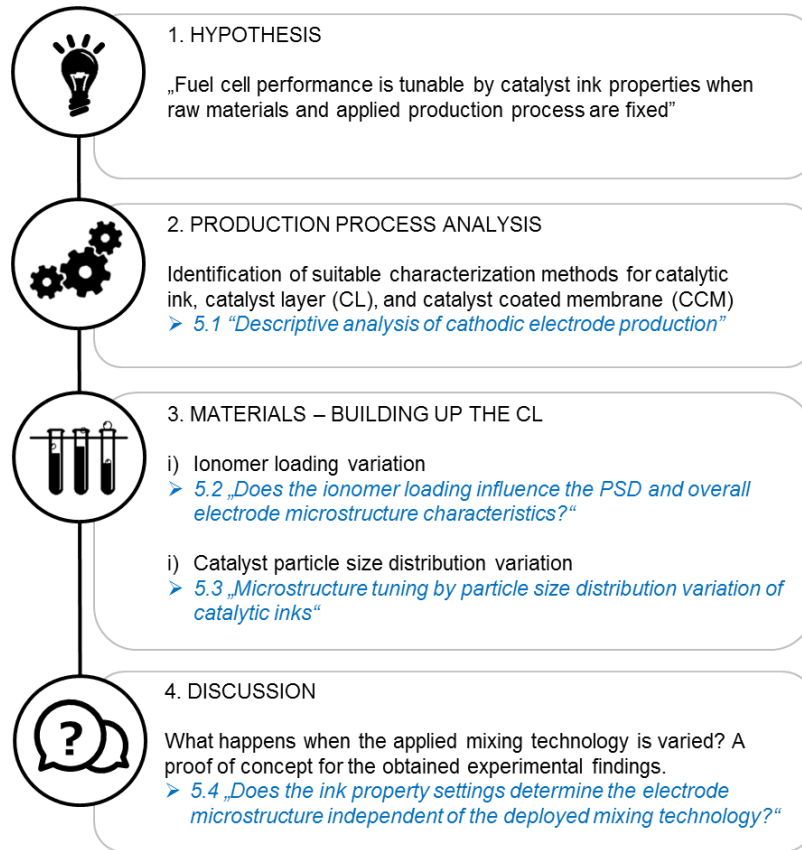 1. HYPOTHESIS
„Fuel cell performance is tunable by catalyst ink properties when
raw materials and applied production process are fixed”
2. PRODUCTION PROCESS ANALYSIS
Identification of suitable characterization methods for catalytic
ink, catalyst layer (CL), and catalyst coated membrane (CCM)
➢ 5.1 “Descriptive analysis of cathodic electrode production”
3. MATERIALS – BUILDING UP THE CL
i) Ionomer loading variation
➢ 5.2 „Does the ionomer loading influence the PSD and overall
electrode microstructure characteristics?“
i) Catalyst particle size distribution variation
➢ 5.3 „Microstructure tuning by particle size distribution variation of
catalytic inks“
?
4. DISCUSSION
What happens when the applied mixing technology is varied? A
proof of concept for the obtained experimental findings.
➢ 5.4 „Does the ink property settings determine the electrode
microstructure independent of the deployed mixing technology?“